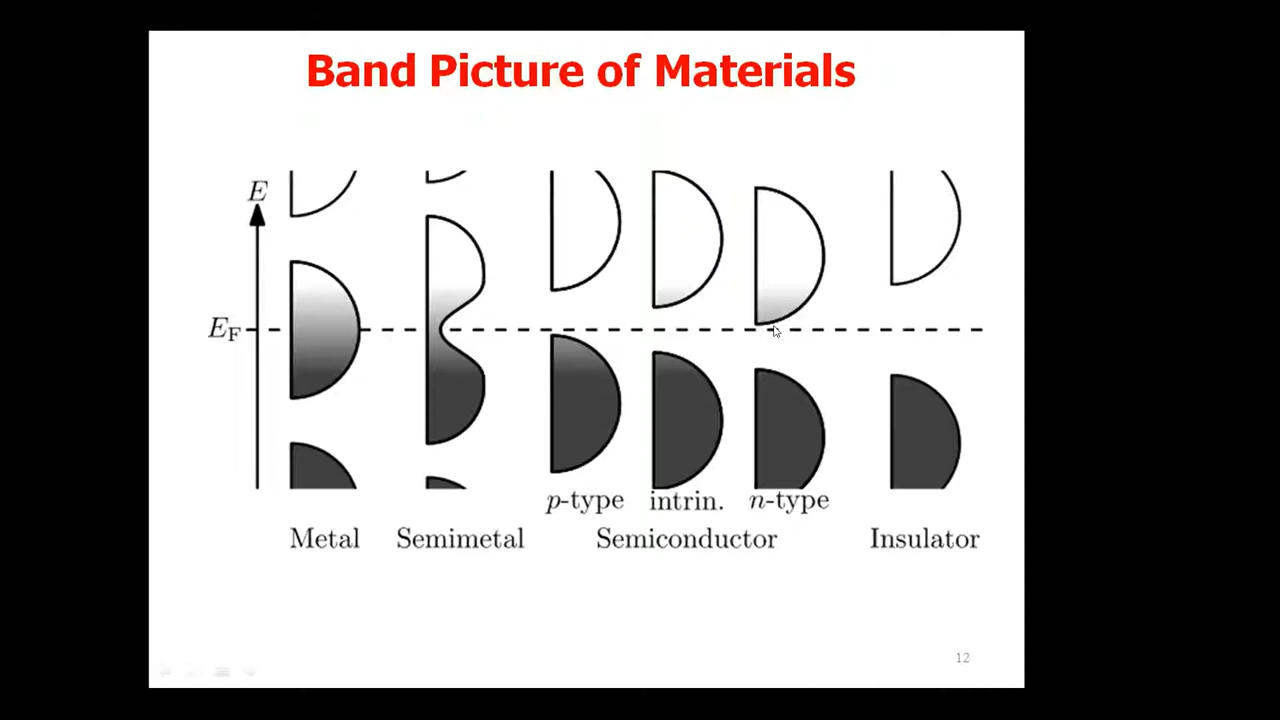 Band Picture of Materials
E
E_F
p-type intrin. n-type
Metal Semimetal Semiconductor Insulator
12